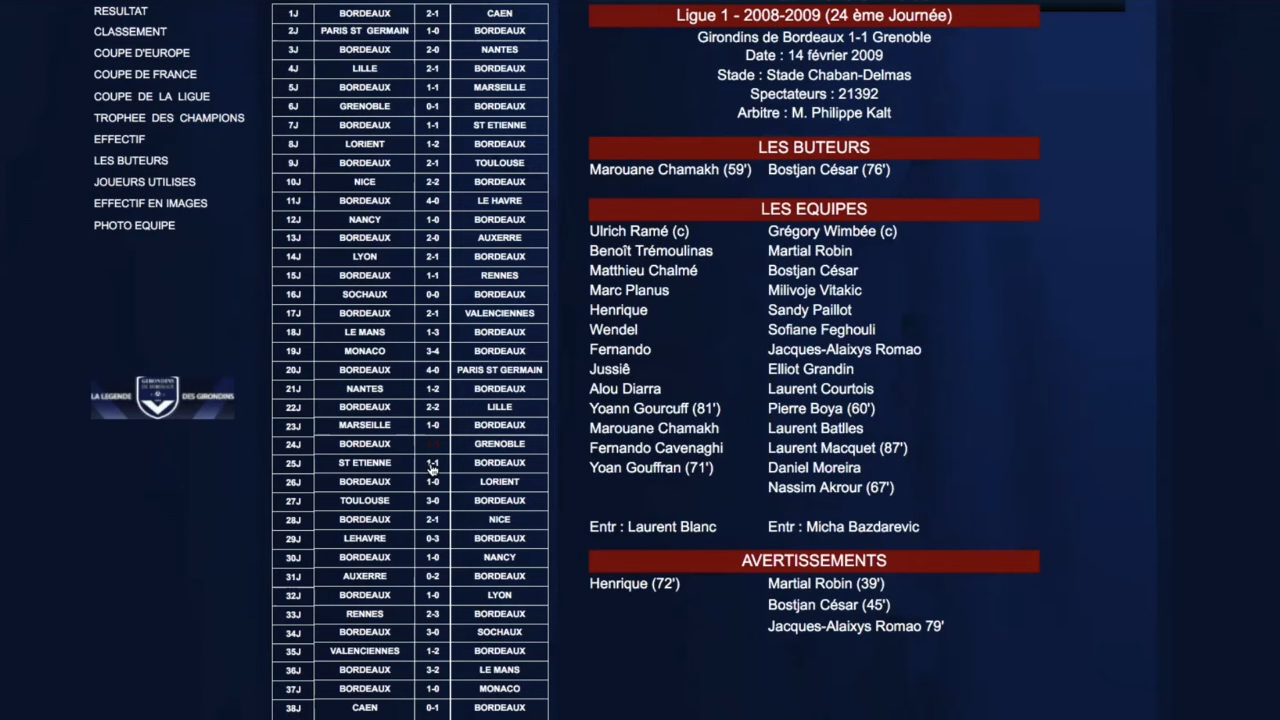 RESULTAT
CLASSEMENT
COUPE D'EUROPE
COUPE DE FRANCE
COUPE DE LA LIGUE
TROPHEE DES CHAMPIONS
EFFECTIF
LES BUTEURS
JOUEURS UTILISES
EFFECTIF EN IMAGES
PHOTO EQUIPE
LA LEGENDE GIRONDINS DES GIRONDINS
1J BORDEAUX 2-1 CAEN
2J PARIS ST GERMAIN 1-0 BORDEAUX
3J BORDEAUX 2-0 NANTES
4J LILLE 2-1 BORDEAUX
5J BORDEAUX 1-1 MARSEILLE
6J GRENOBLE 0-1 BORDEAUX
7J BORDEAUX 1-1 ST ETIENNE
8J LORIENT 1-2 BORDEAUX
9J BORDEAUX 2-1 TOULOUSE
10J NICE 2-2 BORDEAUX
11J BORDEAUX 4-0 LE HAVRE
12J NANCY 1-0 BORDEAUX
13J BORDEAUX 2-0 AUXERRE
14J LYON 2-1 BORDEAUX
15J BORDEAUX 1-1 RENNES
16J SOCHAUX 0-0 BORDEAUX
17J BORDEAUX 2-1 VALENCIENNES
18J LE MANS 1-3 BORDEAUX
19J MONACO 3-4 BORDEAUX
20J BORDEAUX 4-0 PARIS ST GERMAIN
21J NANTES 1-2 BORDEAUX
22J BORDEAUX 2-2 LILLE
23J MARSEILLE 1-0 BORDEAUX
24J BORDEAUX GRENOBLE
25J ST ETIENNE 1-1 BORDEAUX
26J BORDEAUX 1-0 LORIENT
27J TOULOUSE 3-0 BORDEAUX
28J BORDEAUX 2-1 NICE
29J LEHAVRE 0-3 BORDEAUX
30J BORDEAUX 1-0 NANCY
31J AUXERRE 0-2 BORDEAUX
32J BORDEAUX 1-0 LYON
33J RENNES 2-3 BORDEAUX
34J BORDEAUX 3-0 SOCHAUX
35J VALENCIENNES 1-2 BORDEAUX
36J BORDEAUX 3-2 LE MANS
37J BORDEAUX 1-0 MONACO
38J CAEN 0-1 BORDEAUX
Ligue 1 - 2008-2009 (24 ème Journée)
Girondins de Bordeaux 1-1 Grenoble
Date : 14 février 2009
Stade : Stade Chaban-Delmas
Spectateurs : 21392
Arbitre : M. Philippe Kalt
LES BUTEURS
Marouane Chamakh (59') Bostjan César (76')
LES EQUIPES
Ulrich Ramé (c) Grégory Wimbée (c)
Benoît Trémoulinas Martial Robin
Matthieu Chalmé Bostjan César
Marc Planus Milivoje Vitakic
Henrique Sandy Paillot
Wendel Sofiane Feghouli
Fernando Jacques-Alaixys Romao
Jussiê Elliot Grandin
Alou Diarra Laurent Courtois
Yoann Gourcuff (81') Pierre Boya (60')
Marouane Chamakh Laurent Batlles
Fernando Cavenaghi Laurent Macquet (87')
Yoan Gouffran (71') Daniel Moreira
Nassim Akrour (67')
Entr : Laurent Blanc Entr : Micha Bazdarevic
AVERTISSEMENTS
Henrique (72') Martial Robin (39')
Bostjan César (45')
Jacques-Alaixys Romao 79'